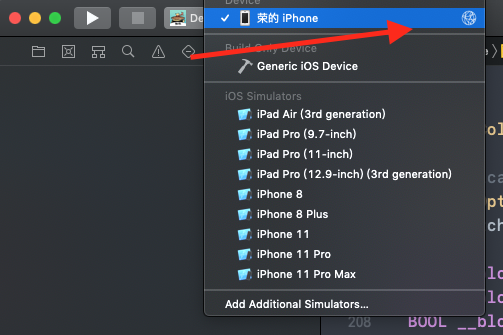 Device
De
荣的 iPhone
Build Only Device
Generic iOS Device
iOS Simulators
iPad Air (3rd generation)
iPad Pro (9.7-inch)
iPad Pro (11-inch)
iPad Pro (12.9-inch) (3rd generation)
iPhone 8
iPhone 8 Plus
iPhone 11
iPhone 11 Pro
iPhone 11 Pro Max
Add Additional Simulators...
208
BOOL __blo